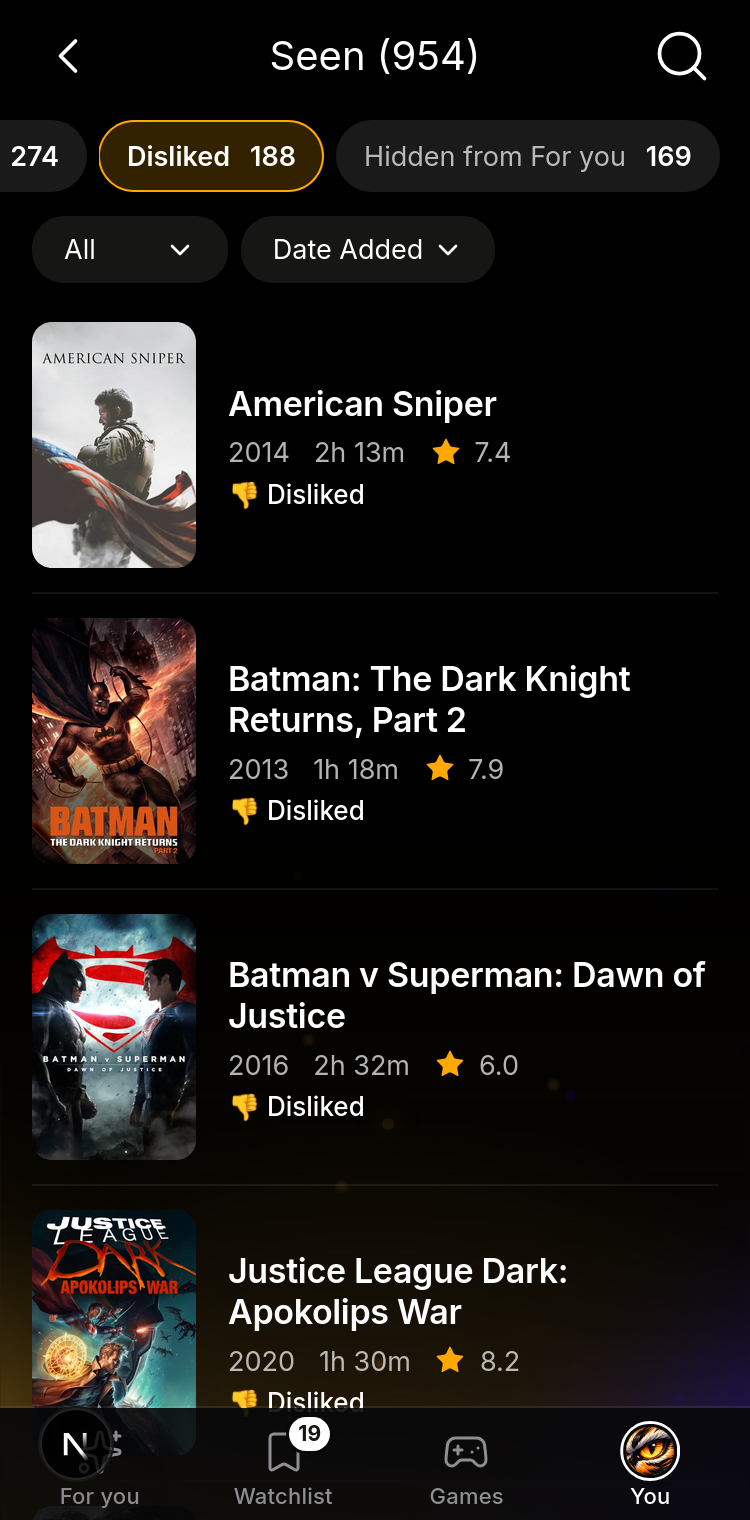 Seen (954)
274
Disliked 188
Hidden from For you 169
All
Date Added
AMERICAN SNIPER
American Sniper
2014 2h 13m 7.4
👎 Disliked
BATMAN
THE DARK KNIGHT RETURNS
PART 2
Batman: The Dark Knight
Returns, Part 2
2013 1h 18m 7.9
👎 Disliked
BATMAN v SUPERMAN
DAWN OF JUSTICE
Batman v Superman: Dawn of
Justice
2016 2h 32m 6.0
👎 Disliked
JUSTICE
LEAGUE
DARK
APOKOLIPS WAR
Justice League Dark:
Apokolips War
2020 1h 30m 8.2
👎 Disliked
N
19
For you
Watchlist
Games
You